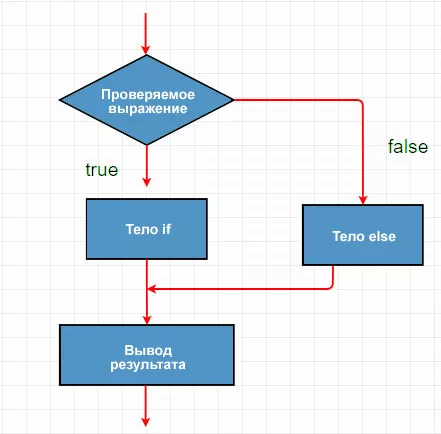 Проверяемое
выражение
false
true
Тело if
Тело else
Вывод
результата